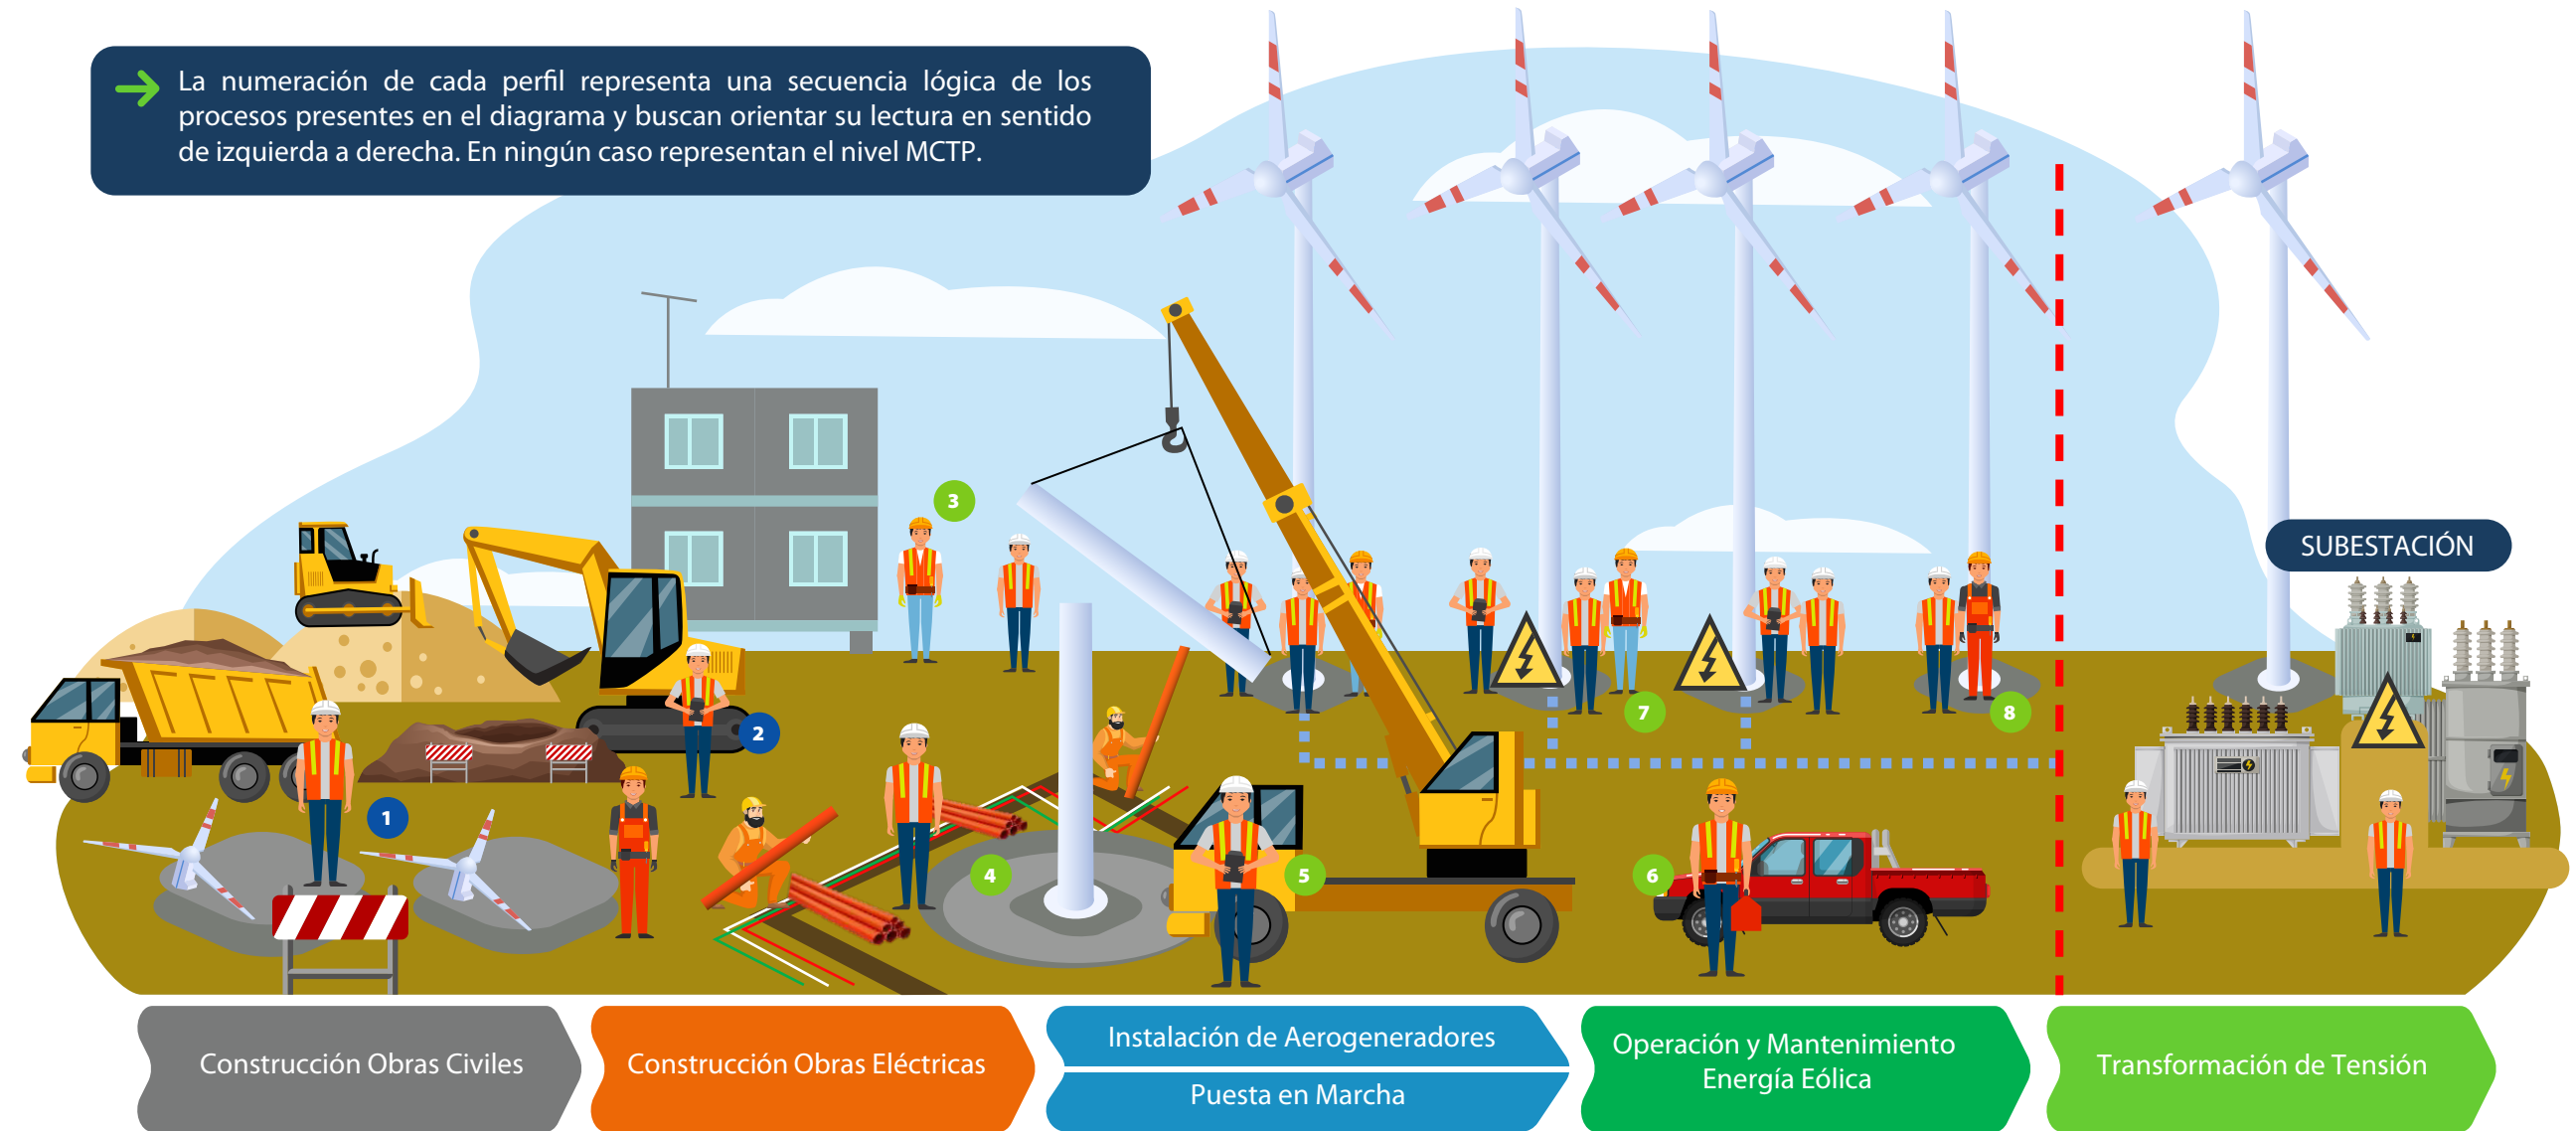 La numeración de cada perfil representa una secuencia lógica de los
procesos presentes en el diagrama y buscan orientar su lectura en sentido
de izquierda a derecha. En ningún caso representan el nivel MCTP.
3
SUBESTACIÓN
2
7
8
1
4
5
6
Construcción Obras Civiles
Construcción Obras Eléctricas
Instalación de Aerogeneradores
Puesta en Marcha
Operación y Mantenimiento
Energía Eólica
Transformación de Tensión